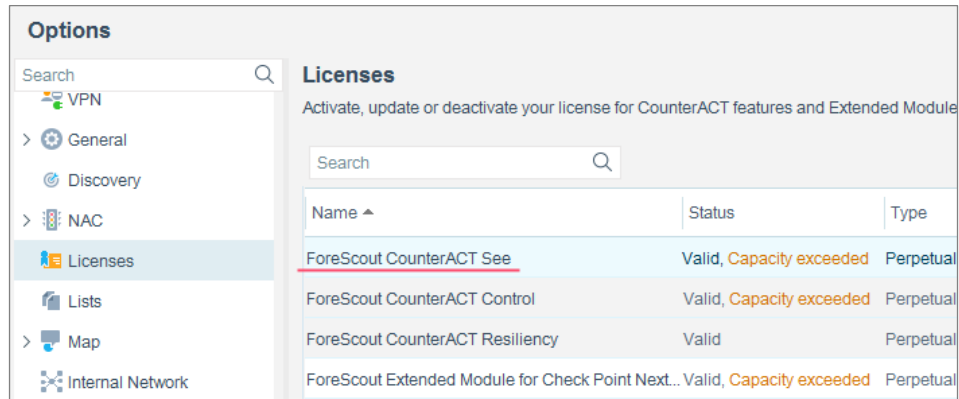 Options
Search
VPN
General
Discovery
NAC
Licenses
Lists
Map
Internal Network
Licenses
Activate, update or deactivate your license for CounterACT features and Extended Module
Search
Name Status Type
ForeScout CounterACT See Valid, Capacity exceeded Perpetual
ForeScout CounterACT Control Valid, Capacity exceeded Perpetual
ForeScout CounterACT Resiliency Valid Perpetual
ForeScout Extended Module for Check Point Next... Valid, Capacity exceeded Perpetual